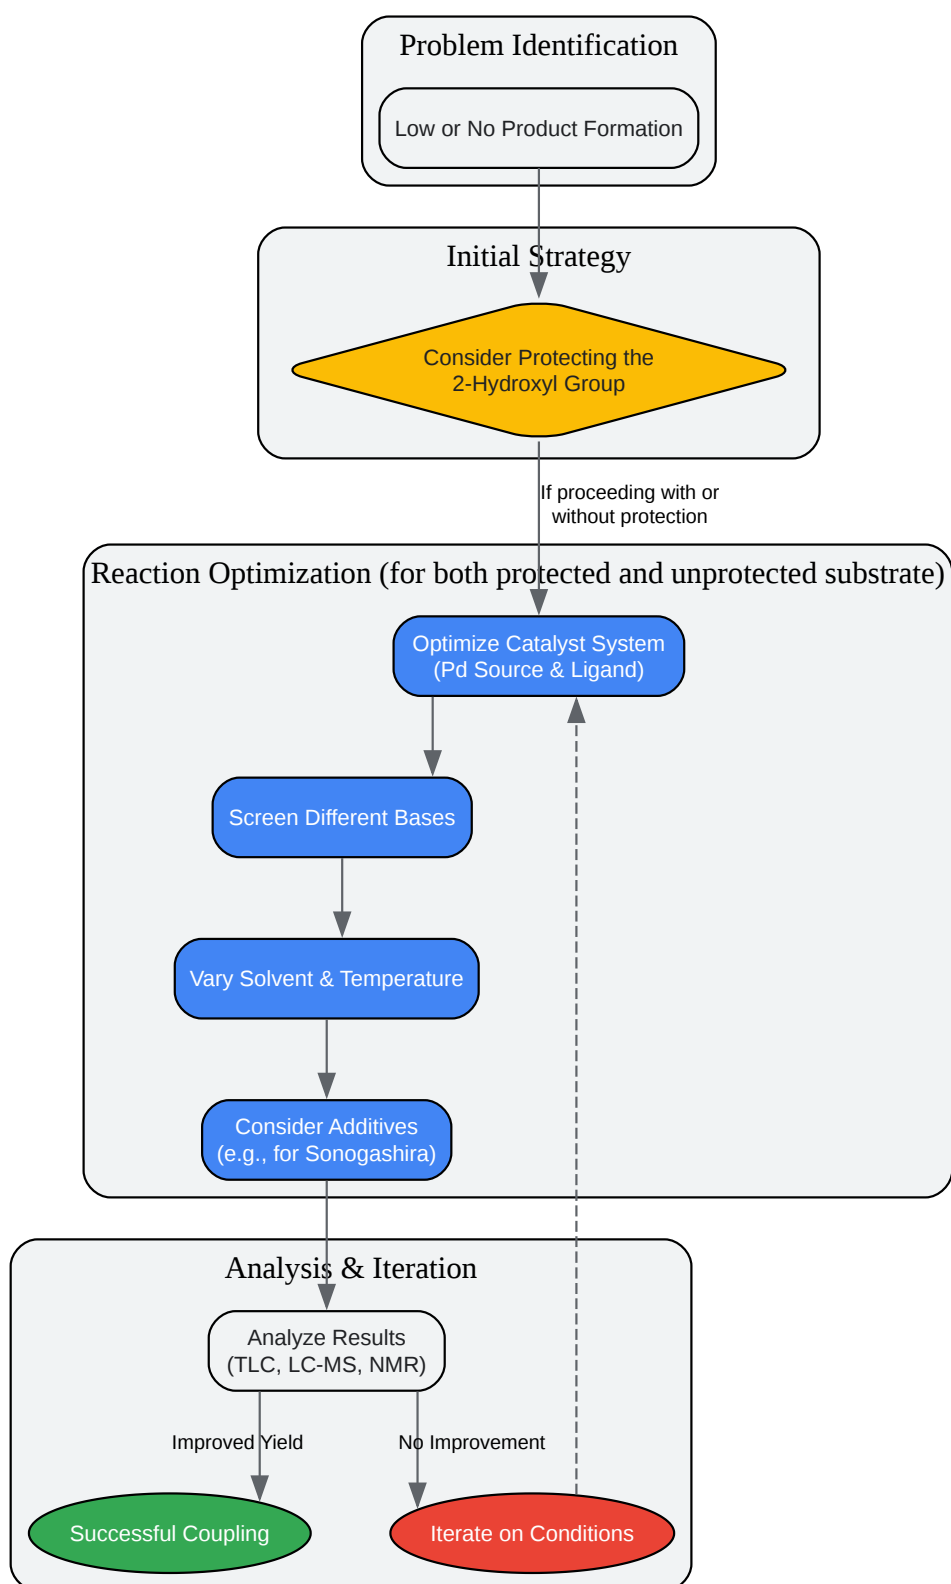 Problem Identification
Low or No Product Formation
Initial Strategy
Consider Protecting the
2-Hydroxyl Group
If proceeding with or
without protection
Reaction Optimization (for both protected and unprotected substrate)
Optimize Catalyst System
(Pd Source & Ligand)
Screen Different Bases
Vary Solvent & Temperature
Consider Additives
(e.g., for Sonogashira)
Analysis & Iteration
Analyze Results
(TLC, LC-MS, NMR)
Improved Yield
No Improvement
Successful Coupling
Iterate on Conditions